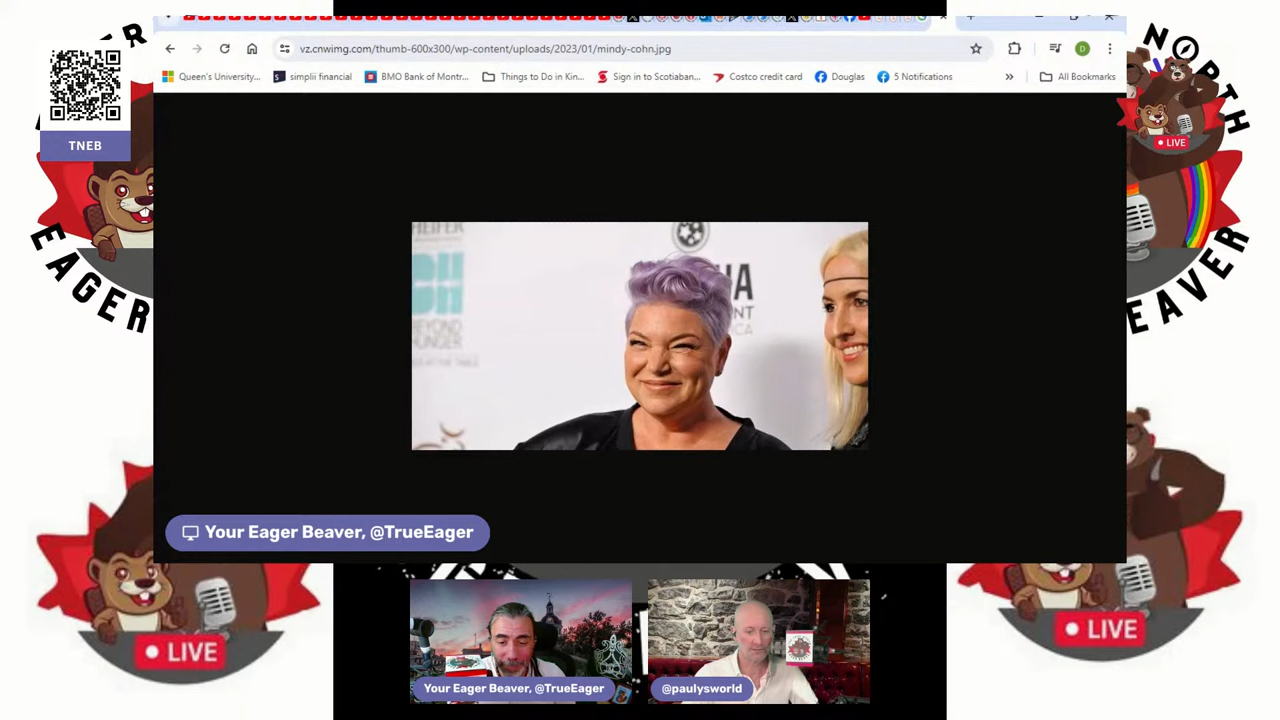 TNEB
NORTH
EAGER
BEAVER
LIVE
vz.cnwimg.com/thumb-600x300/wp-content/uploads/2023/01/mindy-cohn.jpg
D
Queen's University...
simplii financial
BMO Bank of Montr...
Things to Do in Kin...
Sign in to Scotiaban...
Costco credit card
Douglas
5 Notifications
»
All Bookmarks
HEIFER
BEYOND
HUNGER
Your Eager Beaver, @TrueEager
LIVE
LIVE
Your Eager Beaver, @TrueEager
@paulysworld